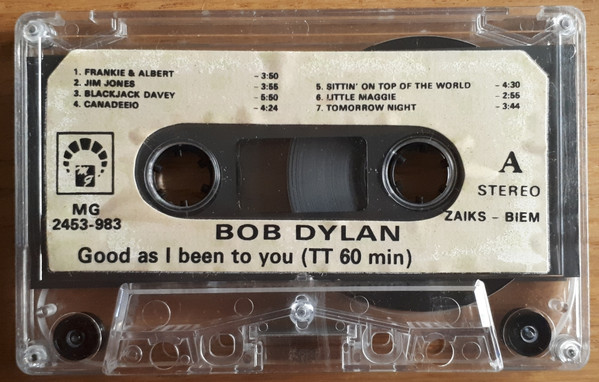 1. FRANKIE & ALBERT - 3:50
2. JIM JONES - 3:55
3. BLACKJACK DAVEY - 5:50
4. CANADEEIO - 4:24
5. SITTIN' ON TOP OF THE WORLD - 4:30
6. LITTLE MAGGIE - 2:55
7. TOMORROW NIGHT - 3:44
MG
MG
2453-983
A
STEREO
ZAIKS - BIEM
BOB DYLAN
Good as I been to you (TT 60 min)